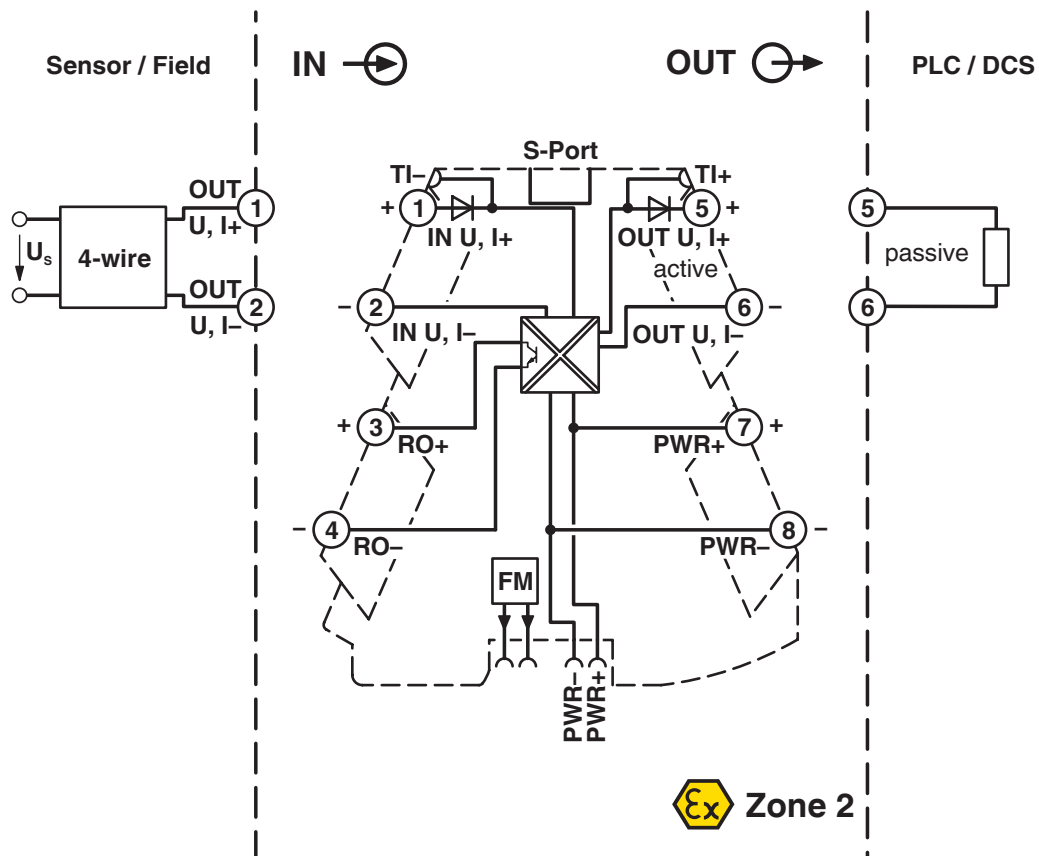 Sensor / Field
IN
OUT
PLC / DCS
S-Port
TI–
TI+
OUT
1
U, I+
+
1
IN U, I+
5
+
OUT U, I+
active
5
Us
4-wire
passive
OUT
2
U, I–
–
2
IN U, I–
6
–
OUT U, I–
6
+
3
RO+
7
+
PWR+
–
4
RO–
8
–
PWR–
FM
PWR–
PWR+
Ex
Zone 2